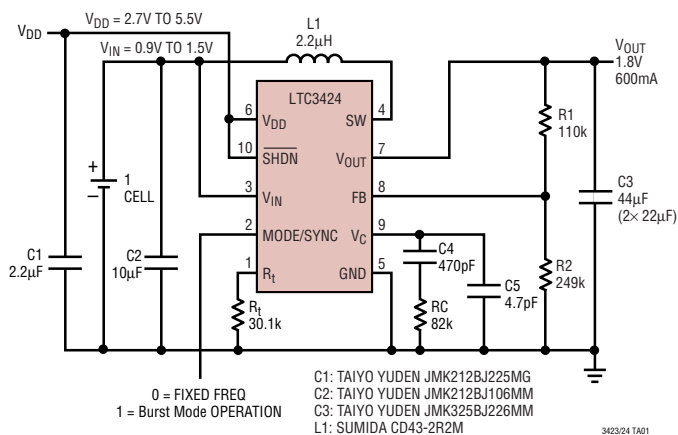 VDD
VDD = 2.7V TO 5.5V
VIN = 0.9V TO 1.5V
L1
2.2µH
VOUT
1.8V
600mA
LTC3424
6
VDD
SW
4
10
SHDN
VOUT
7
3
VIN
FB
8
2
MODE/SYNC
VC
9
1
Rt
GND
5
+
–
1
CELL
C1
2.2µF
C2
10µF
Rt
30.1k
C4
470pF
RC
82k
C5
4.7pF
R1
110k
R2
249k
C3
44µF
(2× 22µF)
0 = FIXED FREQ
1 = Burst Mode OPERATION
C1: TAIYO YUDEN JMK212BJ225MG
C2: TAIYO YUDEN JMK212BJ106MM
C3: TAIYO YUDEN JMK325BJ226MM
L1: SUMIDA CD43-2R2M
3423/24 TA01